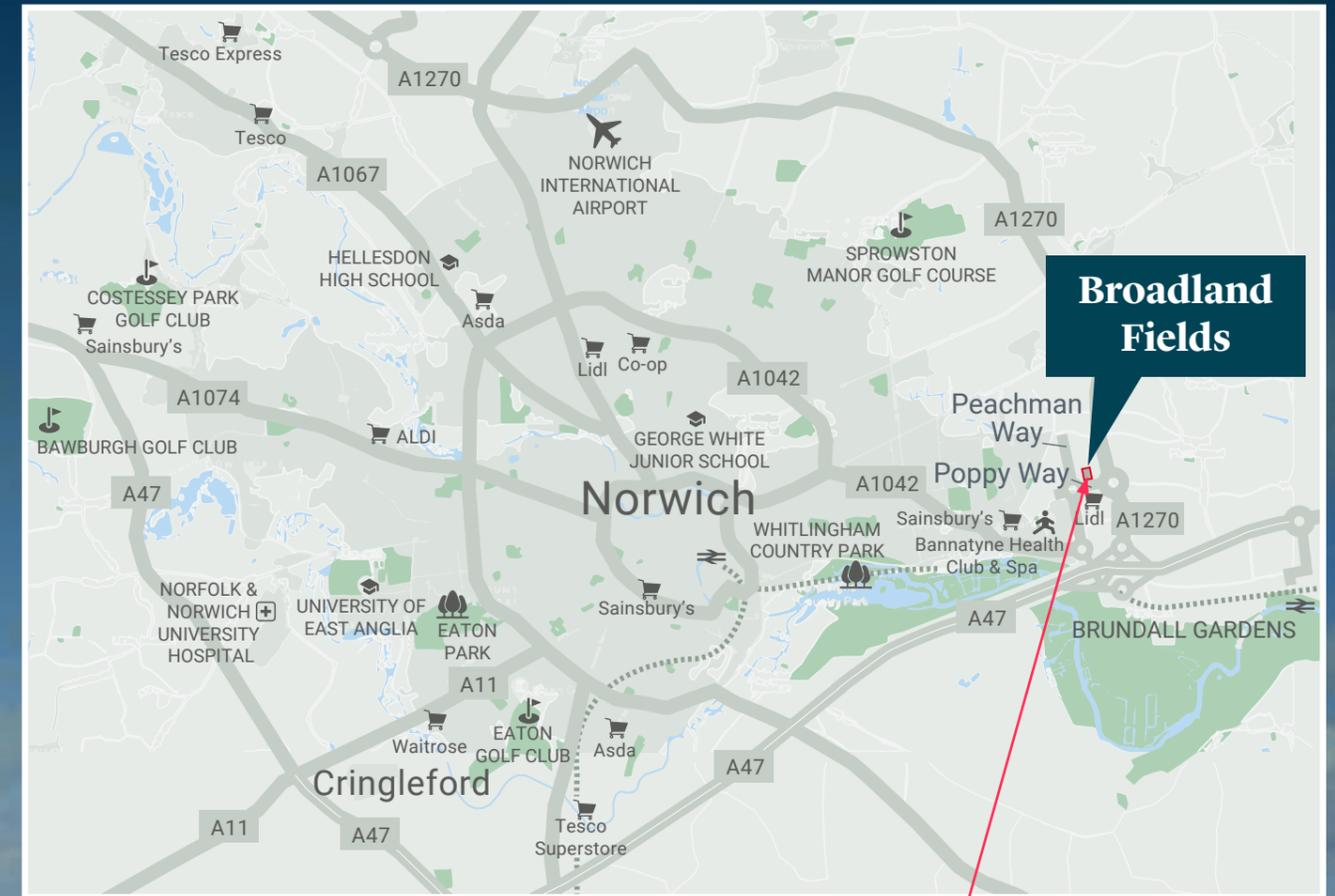 Tesco Express
A1270
Tesco
A1067
NORWICH
INTERNATIONAL
AIRPORT
A1270
HELLESDON
HIGH SCHOOL
SPROWSTON
MANOR GOLF COURSE
Broadland
Fields
COSTESSEY PARK
GOLF CLUB
Sainsbury's
Asda
Lidl
Co-op
A1042
A1074
Peachman
Way
ALDI
BAWBURGH GOLF CLUB
GEORGE WHITE
JUNIOR SCHOOL
Poppy Way
A47
Norwich
A1042
Sainsbury's
Lidl
A1270
WHITLINGHAM
COUNTRY PARK
Bannatyne Health
Club & Spa
NORFOLK &
NORWICH
UNIVERSITY
HOSPITAL
UNIVERSITY OF
EAST ANGLIA
EATON
PARK
Sainsbury's
A47
BRUNDALL GARDENS
A11
Waitrose
EATON
GOLF CLUB
Asda
A47
Cringleford
A11
A47
Tesco
Superstore